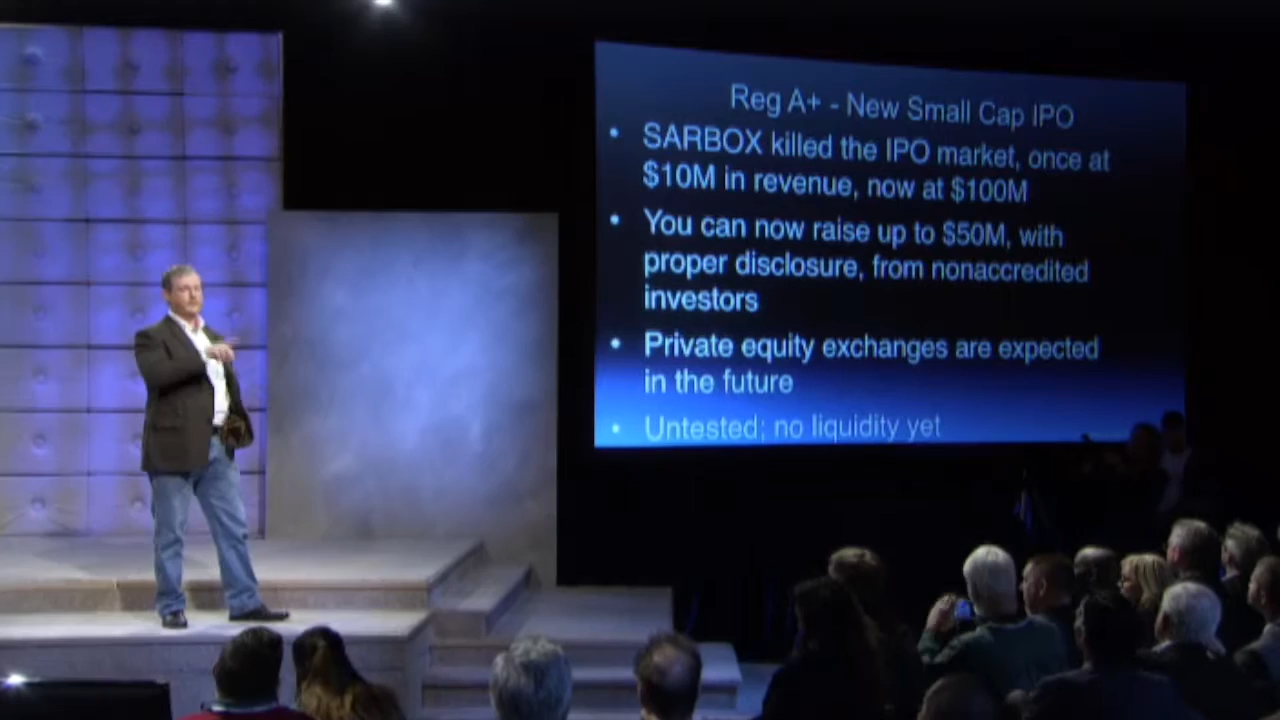 Reg A+ - New Small Cap IPO
• SARBOX killed the IPO market, once at
$10M in revenue, now at $100M
• You can now raise up to $50M, with
proper disclosure, from nonaccredited
investors
• Private equity exchanges are expected
in the future
• Untested; no liquidity yet